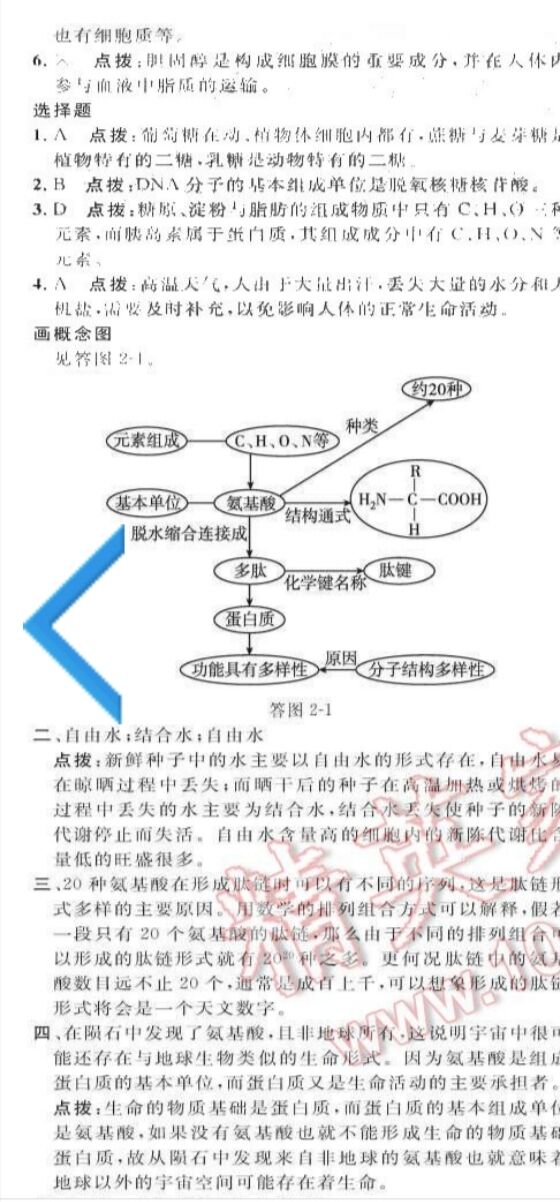 也有细胞质等。
6. 点拨:胆固醇是构成细胞膜的重要成分,并在人体内
参与血液中脂质的运输。
选择题
1. A 点拨:葡萄糖在动、植物体细胞内都有,蔗糖与麦芽糖是
植物特有的二糖,乳糖是动物特有的二糖。
2. B 点拨:DNA分子的基本组成单位是脱氧核糖核苷酸。
3. D 点拨:糖原、淀粉与脂肪的组成物质中只有C、H、O三种
元素,而胰岛素属于蛋白质,其组成成分中有C、H、O、N等
元素。
4. A 点拨:高温天气,人由于大量出汗,丢失大量的水分和无
机盐,需要及时补充,以免影响人体的正常生命活动。
画概念图
见答图2-1。
约20种
种类
元素组成 C、H、O、N等
R
基本单位 氨基酸 结构通式 H₂N—C—COOH
H
脱水缩合连接成
多肽 化学键名称 肽键
蛋白质
功能具有多样性 原因 分子结构多样性
答图2-1
二、自由水;结合水;自由水
点拨:新鲜种子中的水主要以自由水的形式存在,自由水易
在晾晒过程中丢失;而晒干后的种子在高温加热或烘烤的
过程中丢失的水主要为结合水,结合水丢失使种子的新陈
代谢停止而失活。自由水含量高的细胞内的新陈代谢比含
量低的旺盛很多。
三、20种氨基酸在形成肽链时可以有不同的序列,这是肽链形
式多样的主要原因。用数学的排列组合方式可以解释,假若
一段只有20个氨基酸的肽链,那么由于不同的排列组合可
以形成的肽链形式就有20²⁰种之多。更何况肽链中的氨基
酸数目远不止20个,通常是成百上千,可以想象形成的肽链
形式将会是一个天文数字。
四、在陨石中发现了氨基酸,且非地球所有,这说明宇宙中很可
能还存在与地球生物类似的生命形式。因为氨基酸是组成
蛋白质的基本单位,而蛋白质又是生命活动的主要承担者。
点拨:生命的物质基础是蛋白质,而蛋白质的基本组成单位
是氨基酸,如果没有氨基酸也就不能形成生命的物质基础
蛋白质,故从陨石中发现来自非地球的氨基酸也就意味着
地球以外的宇宙空间可能存在着生命。